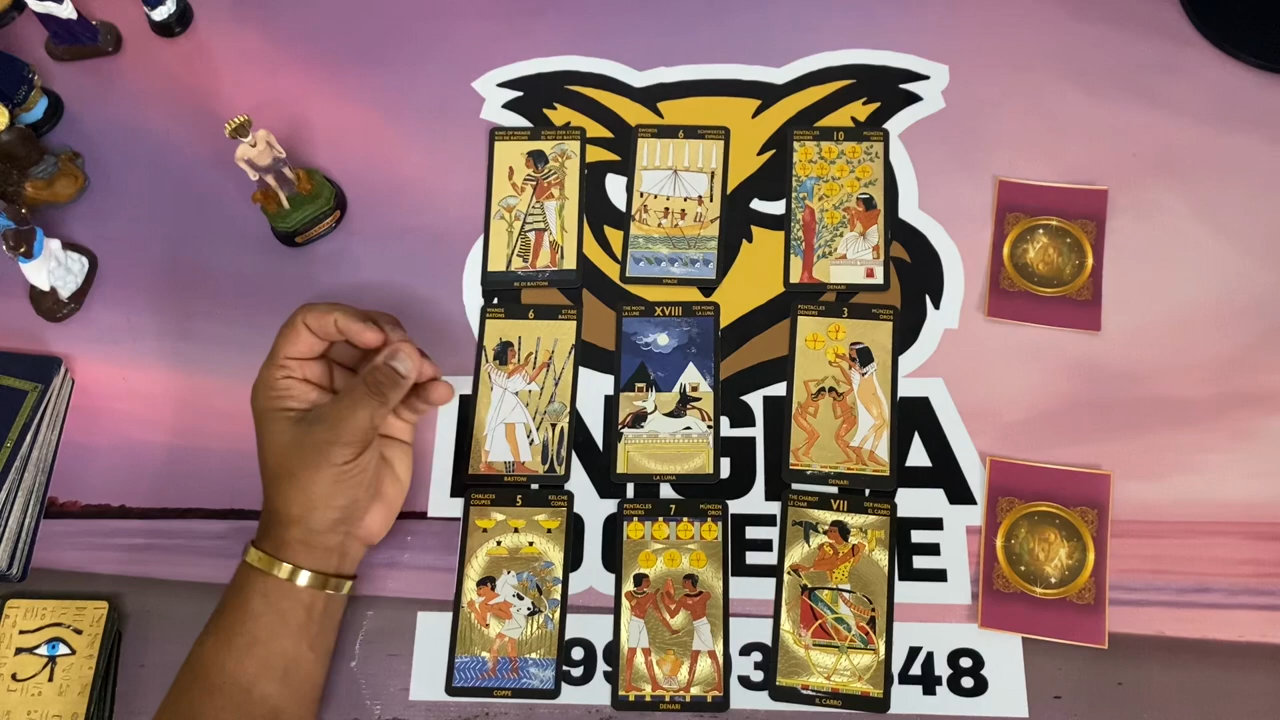 KING OF WANDS KÖNIG DER STÄBE
ROI DE BATONS EL REY DE BASTOS
RE DI BASTONI
SWORDS 6 SCHWERTER
EPEES ESPADAS
SPADE
PENTACLES 10 MÜNZEN
DENIERS OROS
DENARI
WANDS 6 STÄBE
BATONS BASTOS
BASTONI
THE MOON XVIII DER MOND
LA LUNE LA LUNA
LA LUNA
PENTACLES 3 MÜNZEN
DENIERS OROS
DENARI
CHALICES 5 KELCHE
COUPES COPAS
COPPE
PENTACLES 7 MÜNZEN
DENIERS OROS
DENARI
THE CHARIOT VII DER WAGEN
LE CHAR EL CARRO
IL CARRO
48